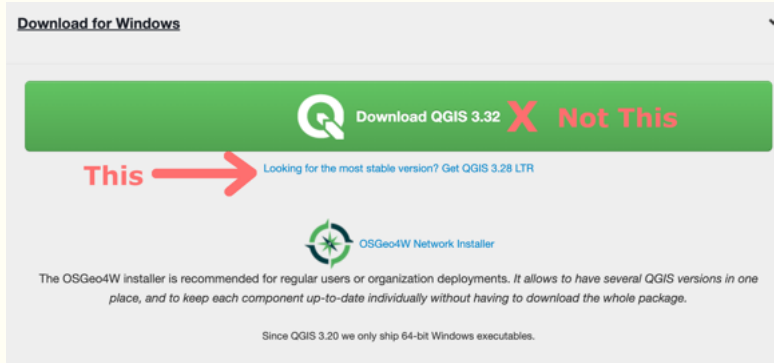 Download for Windows
Download QGIS 3.32 X Not This
This Looking for the most stable version? Get QGIS 3.28 LTR
OSGeo4W Network Installer
The OSGeo4W installer is recommended for regular users or organization deployments. It allows to have several QGIS versions in one
place, and to keep each component up-to-date individually without having to download the whole package.
Since QGIS 3.20 we only ship 64-bit Windows executables.